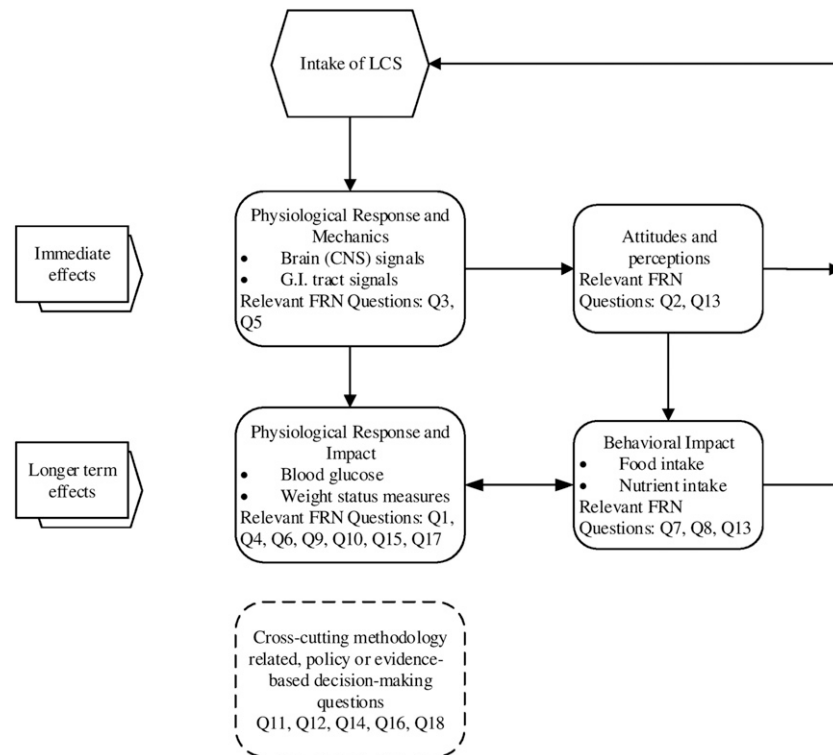 Intake of LCS
Immediate
effects
Physiological Response and
Mechanics
• Brain (CNS) signals
• G.I. tract signals
Relevant FRN Questions: Q3,
Q5
Attitudes and
perceptions
Relevant FRN
Questions: Q2, Q13
Longer term
effects
Physiological Response and
Impact
• Blood glucose
• Weight status measures
Relevant FRN Questions: Q1,
Q4, Q6, Q9, Q10, Q15, Q17
Behavioral Impact
• Food intake
• Nutrient intake
Relevant FRN
Questions: Q7, Q8, Q13
Cross-cutting methodology
related, policy or evidence-
based decision-making
questions
Q11, Q12, Q14, Q16, Q18